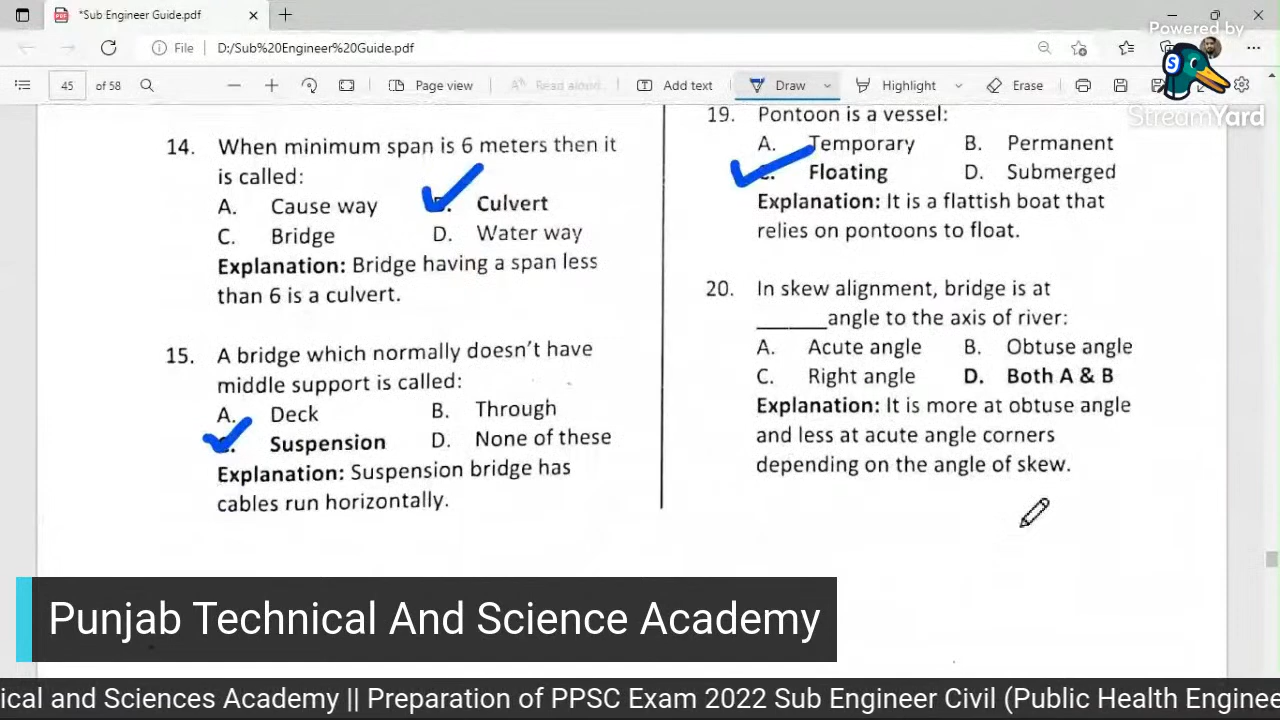 *Sub Engineer Guide.pdf
File D:/Sub%20Engineer%20Guide.pdf
Powered by
StreamYard
45 of 58 Page view Read aloud Add text Draw Highlight Erase
14. When minimum span is 6 meters then it
is called:
A. Cause way Culvert
C. Bridge D. Water way
Explanation: Bridge having a span less
than 6 is a culvert.
15. A bridge which normally doesn't have
middle support is called:
A. Deck B. Through
Suspension D. None of these
Explanation: Suspension bridge has
cables run horizontally.
19. Pontoon is a vessel:
A. Temporary B. Permanent
Floating D. Submerged
Explanation: It is a flattish boat that
relies on pontoons to float.
20. In skew alignment, bridge is at
______angle to the axis of river:
A. Acute angle B. Obtuse angle
C. Right angle D. Both A & B
Explanation: It is more at obtuse angle
and less at acute angle corners
depending on the angle of skew.
Punjab Technical And Science Academy
ical and Sciences Academy || Preparation of PPSC Exam 2022 Sub Engineer Civil (Public Health Enginee